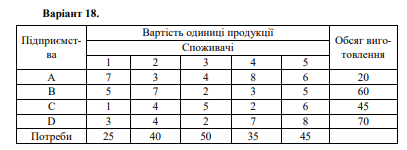 Варіант 18.
Підприємст-ва | Вартість одиниці продукції | Обсяг виго-товлення
Споживачі
1 2 3 4 5
A 7 3 4 8 6 20
B 5 7 2 3 5 60
C 1 4 5 2 6 45
D 3 4 2 7 8 70
Потреби 25 40 50 35 45